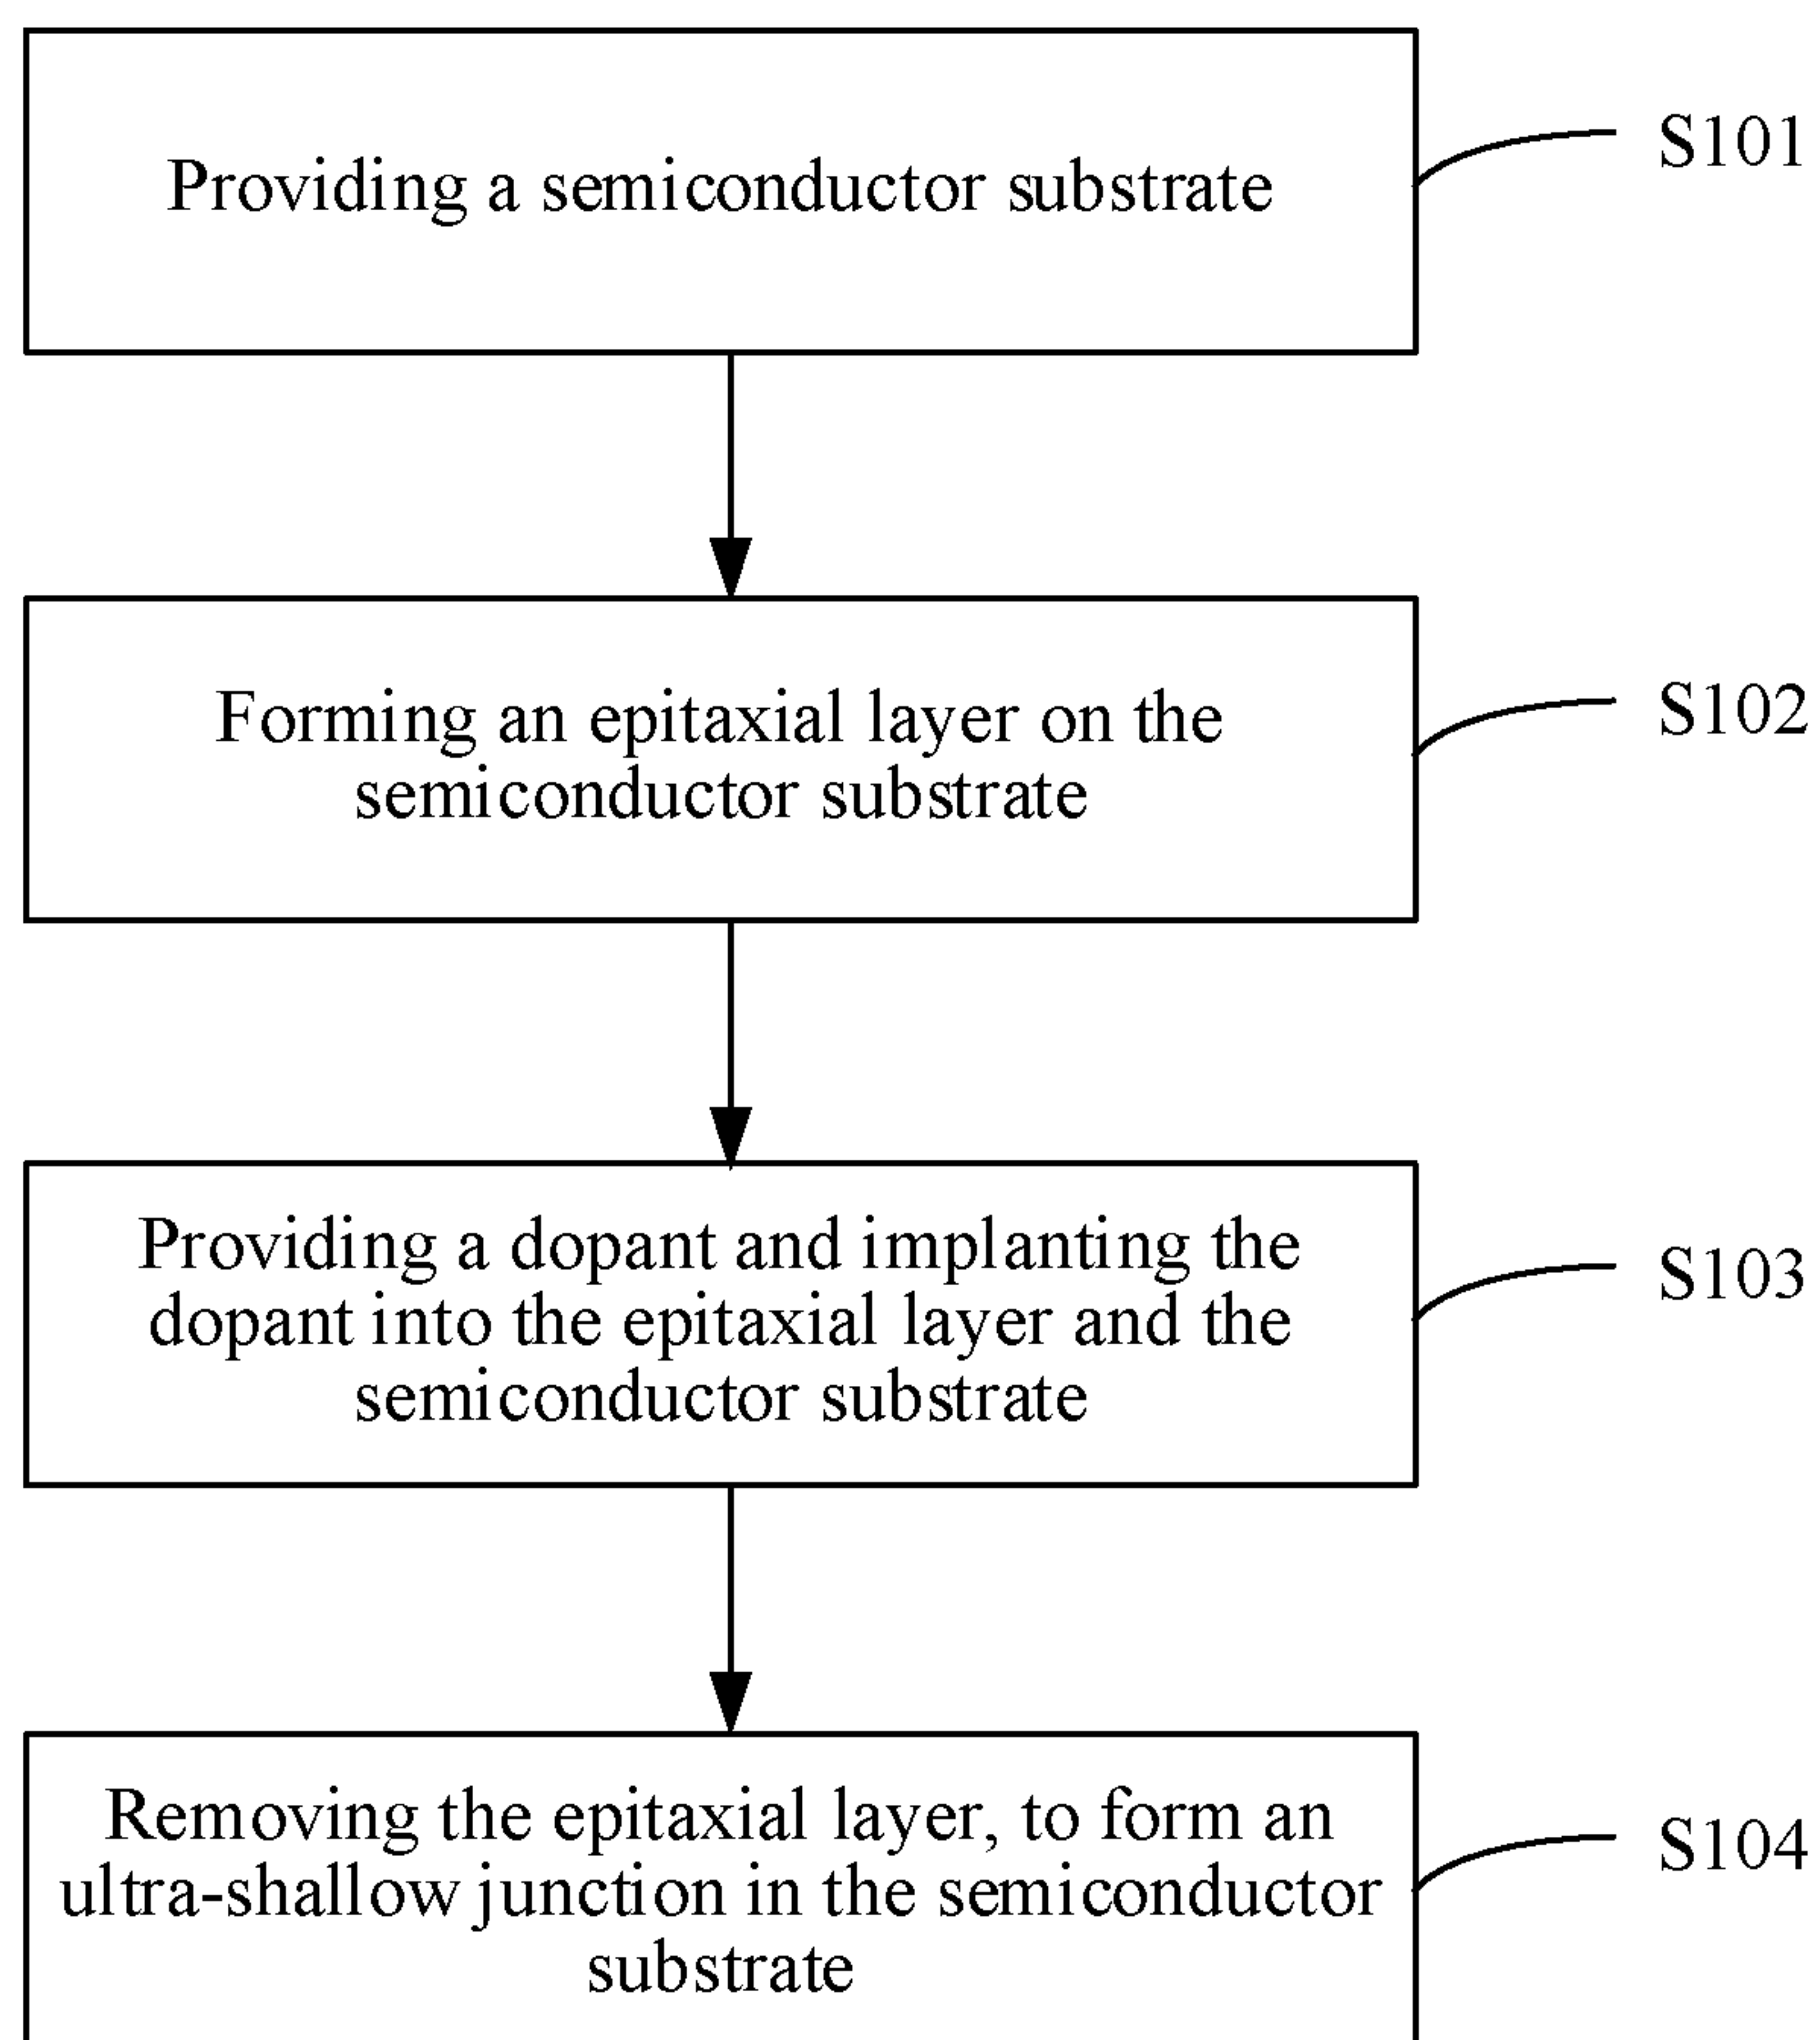 Providing a semiconductor substrate
S101
Forming an epitaxial layer on the
semiconductor substrate
S102
Providing a dopant and implanting the
dopant into the epitaxial layer and the
semiconductor substrate
S103
Removing the epitaxial layer, to form an
ultra-shallow junction in the semiconductor
substrate
S104